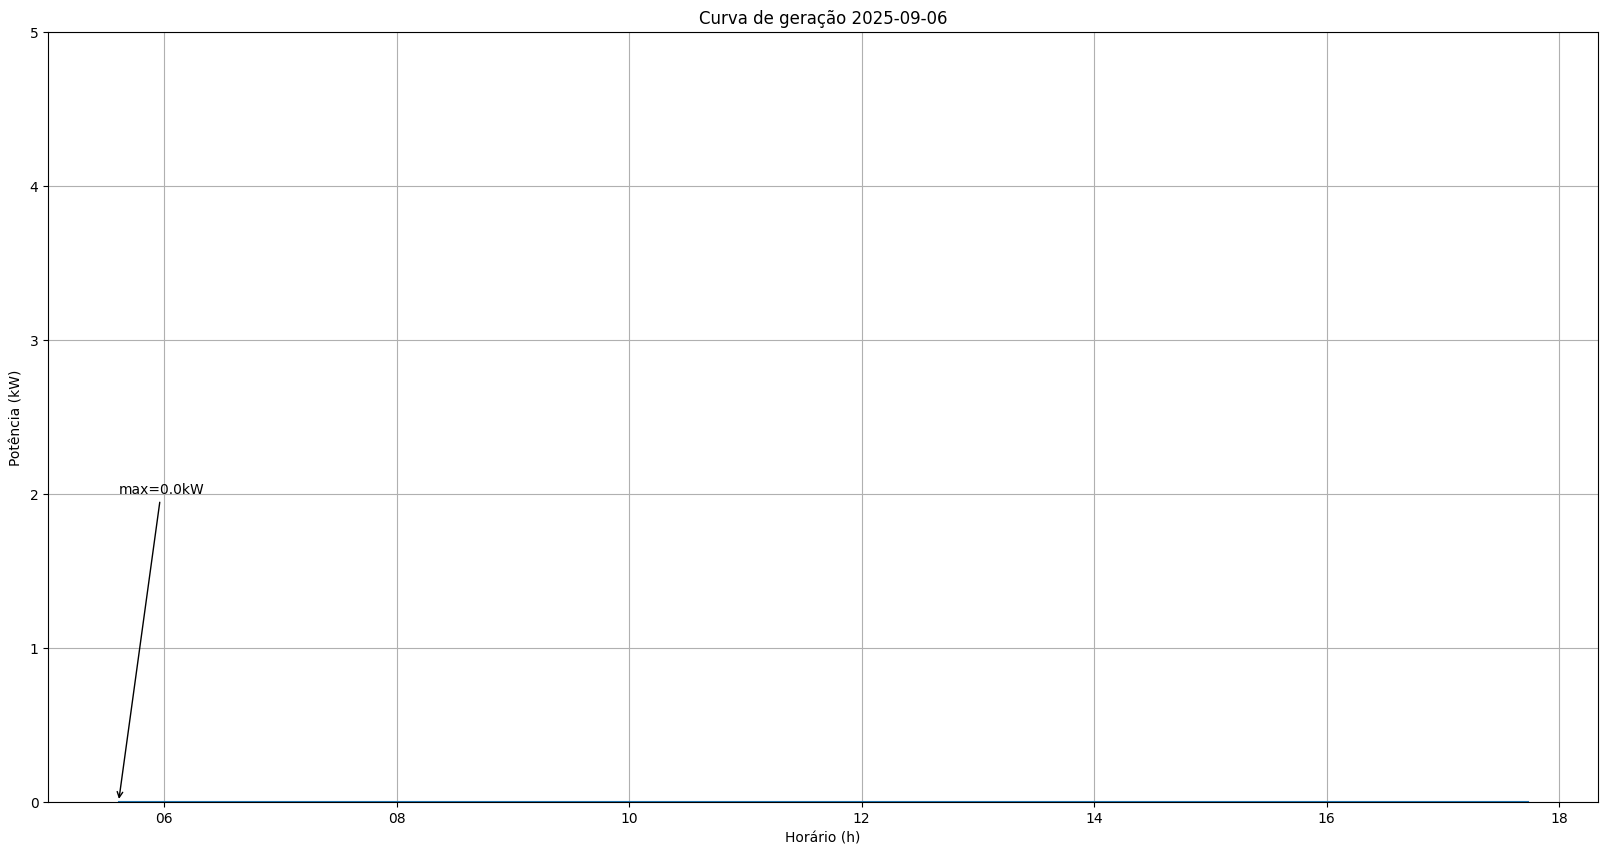 Curva de geração 2025-09-06
5
4
3
2
1
0
Potência (kW)
max=0.0kW
06 08 10 12 14 16 18
Horário (h)